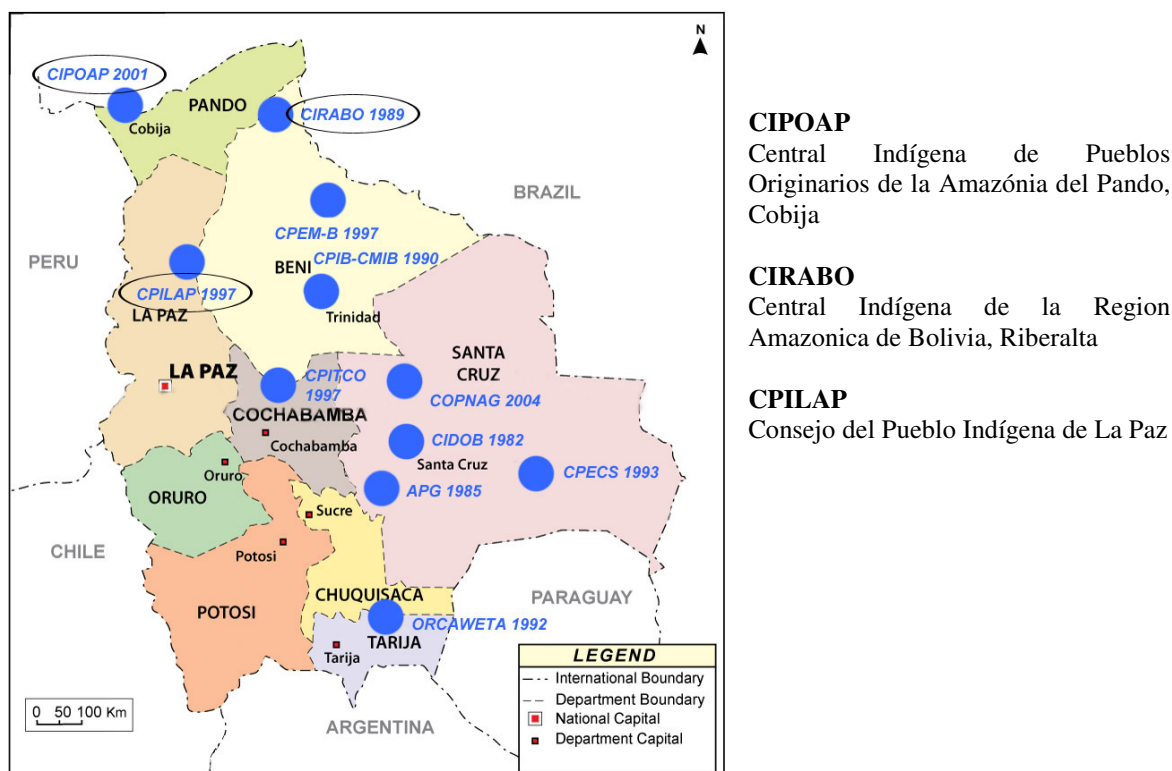 N
CIPOAP 2001
PANDO
CIRABO 1989
Cobija
BRAZIL
CPEM-B 1997
PERU
CPIB-CMIB 1990
BENI
CPILAP 1997
LA PAZ
Trinidad
SANTA
CRUZ
LA PAZ
CPITCO
1997
COPNAG 2004
COCHABAMBA
Cochabamba
CIDOB 1982
Santa Cruz
CPECS 1993
Oruro
APG 1985
ORURO
Sucre
CHILE
Potosi
CHUQUISACA
PARAGUAY
POTOSI
ORCAWETA 1992
TARIJA
Tarija
ARGENTINA
0 50 100 Km
LEGEND
International Boundary
Department Boundary
National Capital
Department Capital
CIPOAP
Central Indígena de Pueblos
Originarios de la Amazónia del Pando,
Cobija
CIRABO
Central Indígena de la Region
Amazonica de Bolivia, Riberalta
CPILAP
Consejo del Pueblo Indígena de La Paz